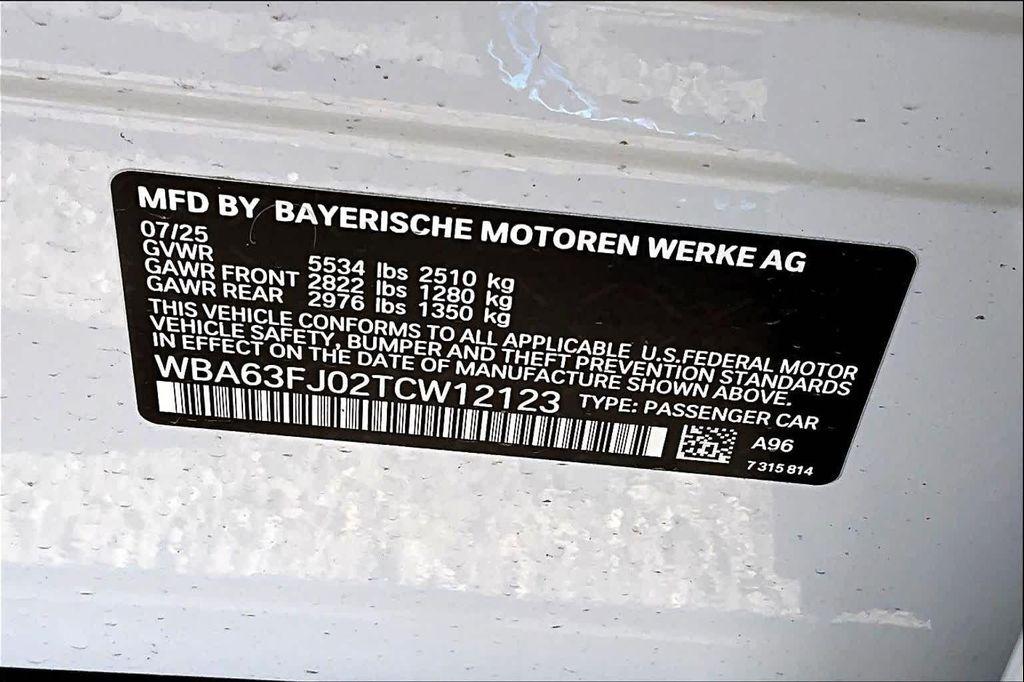 MFD BY BAYERISCHE MOTOREN WERKE AG
07/25
GVWR 5534 lbs 2510 kg
GAWR FRONT 2822 lbs 1280 kg
GAWR REAR 2976 lbs 1350 kg
THIS VEHICLE CONFORMS TO ALL APPLICABLE U.S.FEDERAL MOTOR
VEHICLE SAFETY, BUMPER AND THEFT PREVENTION STANDARDS
IN EFFECT ON THE DATE OF MANUFACTURE SHOWN ABOVE.
WBA63FJ02TCW12123 TYPE: PASSENGER CAR
A96
7 315 814